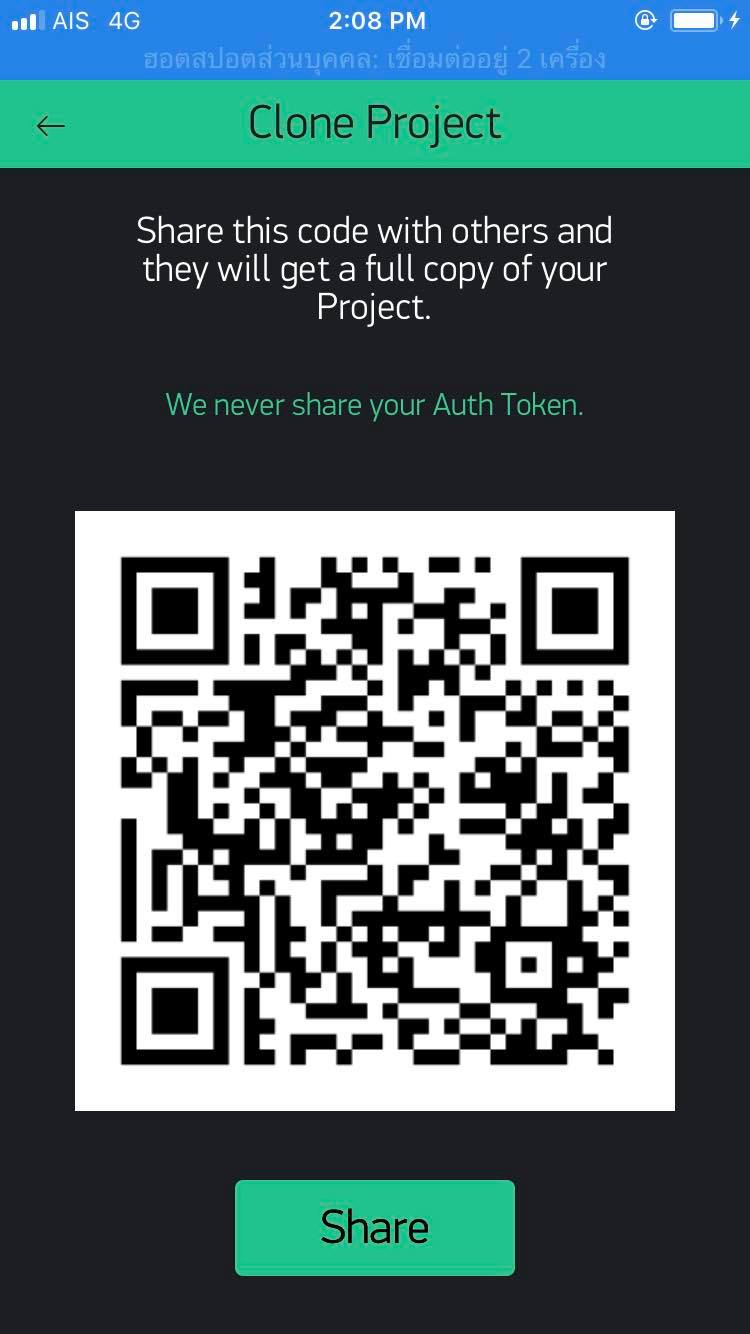 AIS 4G 2:08 PM
ฮอตสปอตส่วนบุคคล: เชื่อมต่ออยู่ 2 เครื่อง
Clone Project
Share this code with others and
they will get a full copy of your
Project.
We never share your Auth Token.
Share